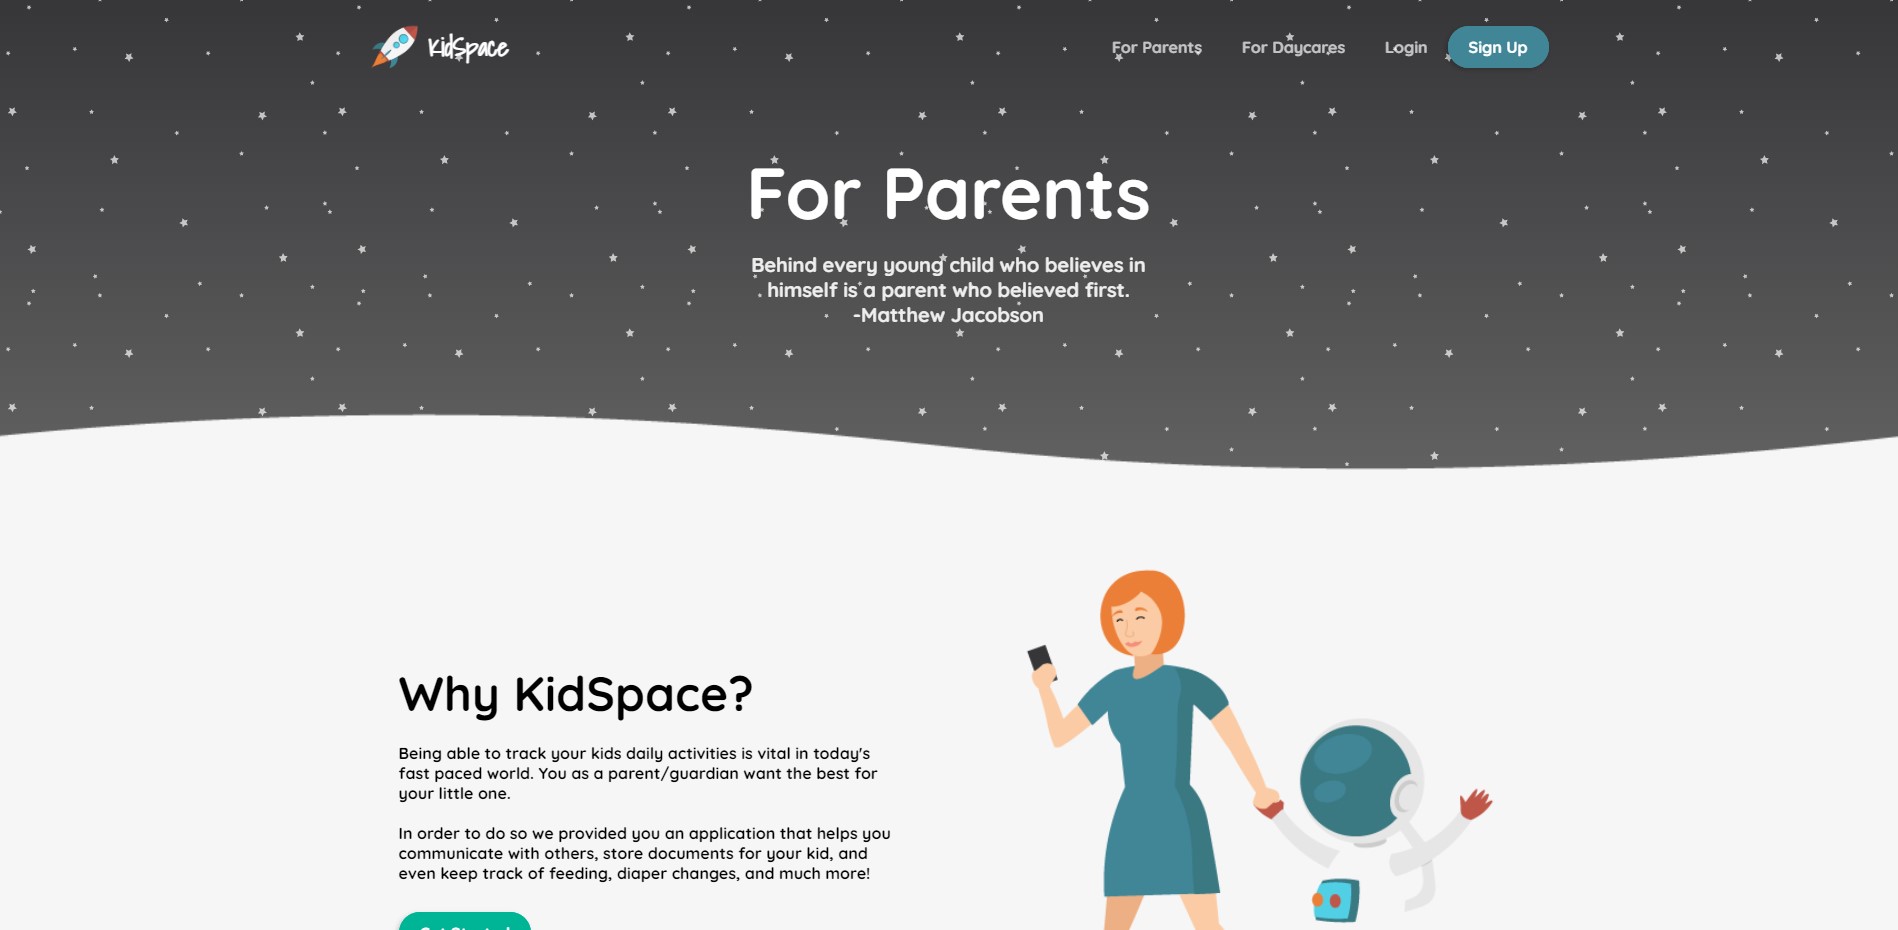 KidSpace
For Parents
For Daycares
Login
Sign Up
For Parents
Behind every young child who believes in
himself is a parent who believed first.
-Matthew Jacobson
Why KidSpace?
Being able to track your kids daily activities is vital in today's
fast paced world. You as a parent/guardian want the best for
your little one.
In order to do so we provided you an application that helps you
communicate with others, store documents for your kid, and
even keep track of feeding, diaper changes, and much more!
Get Started